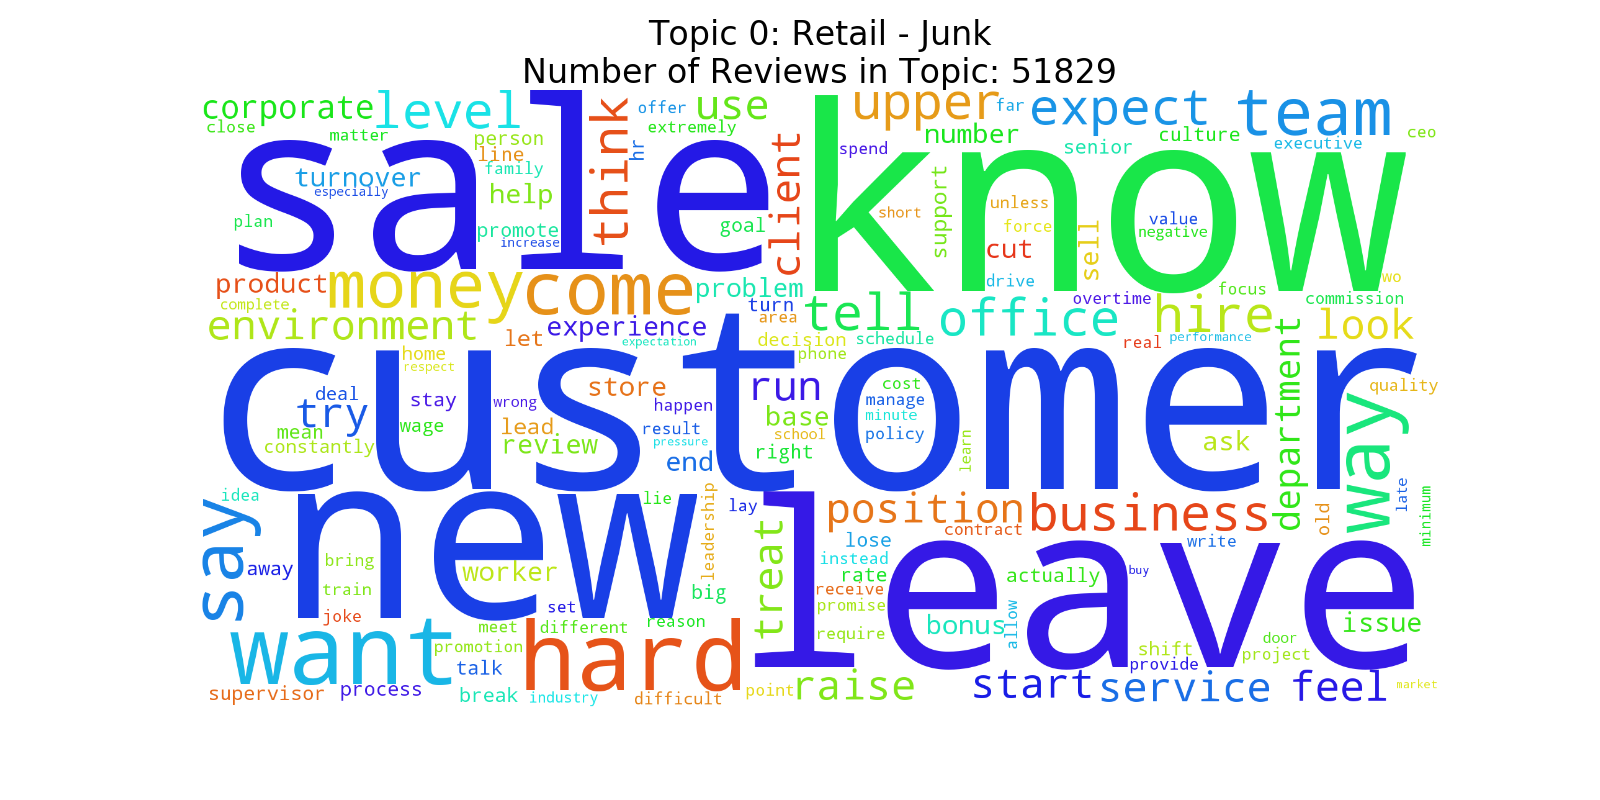 Topic 0: Retail - Junk
Number of Reviews in Topic: 51829
corporate
level
think
offer
use
upper
far
expect
team
close
matter
person
hr
extremely
number
culture
ceo
sale
line
family
client
spend
know
senior
executive
turnover
especially
help
support
short
unless
value
plan
promote
increase
goal
force
cut
sell
negative
product
money
come
problem
drive
wo
complete
turn
tell
office
overtime
hire
focus
commission
environment
let
experience
expectation
area
decision
schedule
real
performance
look
home
respect
phone
department
customer
deal
try
stay
wrong
store
happen
run
cost
manage
minute
policy
quality
mean
wage
lead
result
base
school
way
constantly
review
pressure
end
right
learn
ask
say
idea
new
lie
leadership
lay
leave
position
contract
business
old
late
minimum
away
bring
worker
treat
lose
instead
rate
write
actually
buy
train
big
receive
joke
set
different
reason
promise
require
bonus
allow
shift
door
issue
want
meet
promotion
hard
provide
project
talk
supervisor
process
break
industry
difficult
point
raise
start
service
feel
market